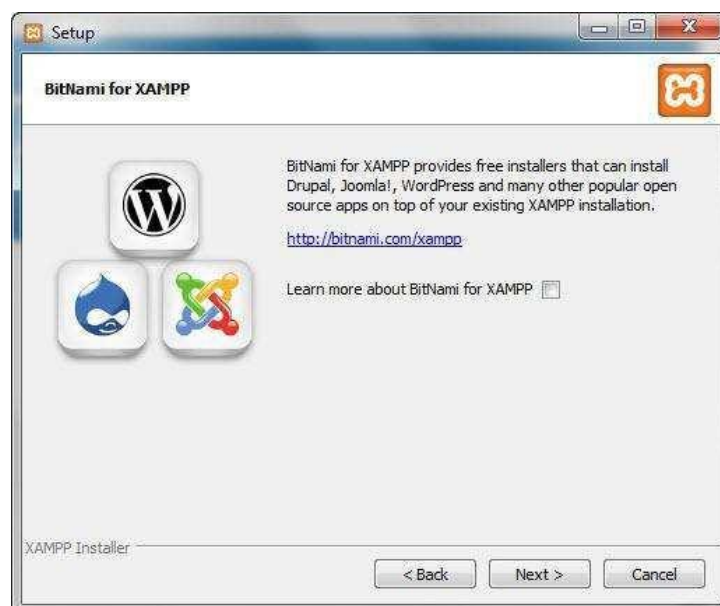 Setup
BitNami for XAMPP
BitNami for XAMPP provides free installers that can install
Drupal, Joomla!, WordPress and many other popular open
source apps on top of your existing XAMPP installation.
http://bitnami.com/xampp
Learn more about BitNami for XAMPP
XAMPP Installer
< Back
Next >
Cancel